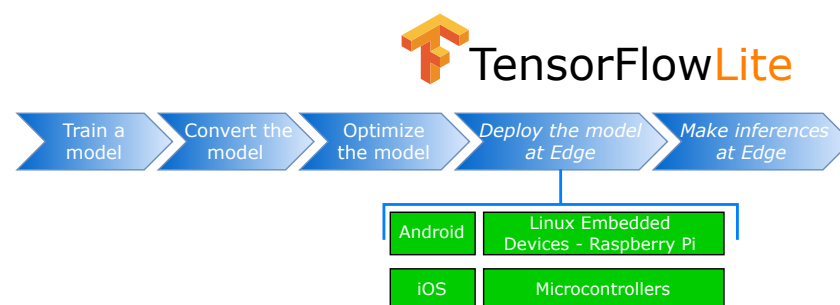 TensorFlowLite
Train a
model
Convert the
model
Optimize
the model
Deploy the model
at Edge
Make inferences
at Edge
Android
Linux Embedded
Devices - Raspberry Pi
iOS
Microcontrollers